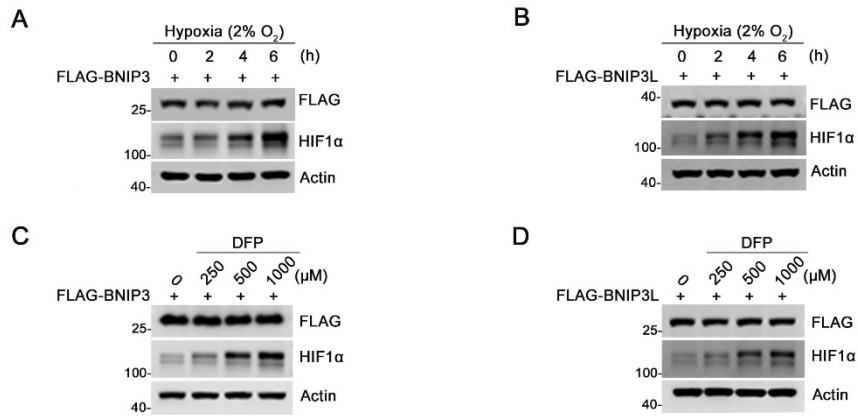 A
Hypoxia (2% O₂)
0 2 4 6 (h)
FLAG-BNIP3 + + + +
25- FLAG
100- HIF1α
40- Actin
B
Hypoxia (2% O₂)
0 2 4 6 (h)
FLAG-BNIP3L + + + +
40- FLAG
100- HIF1α
40- Actin
C
DFP
0 250 500 1000 (μM)
FLAG-BNIP3 + + + +
25- FLAG
100- HIF1α
40- Actin
D
DFP
0 250 500 1000 (μM)
FLAG-BNIP3L + + + +
25- FLAG
100- HIF1α
40- Actin